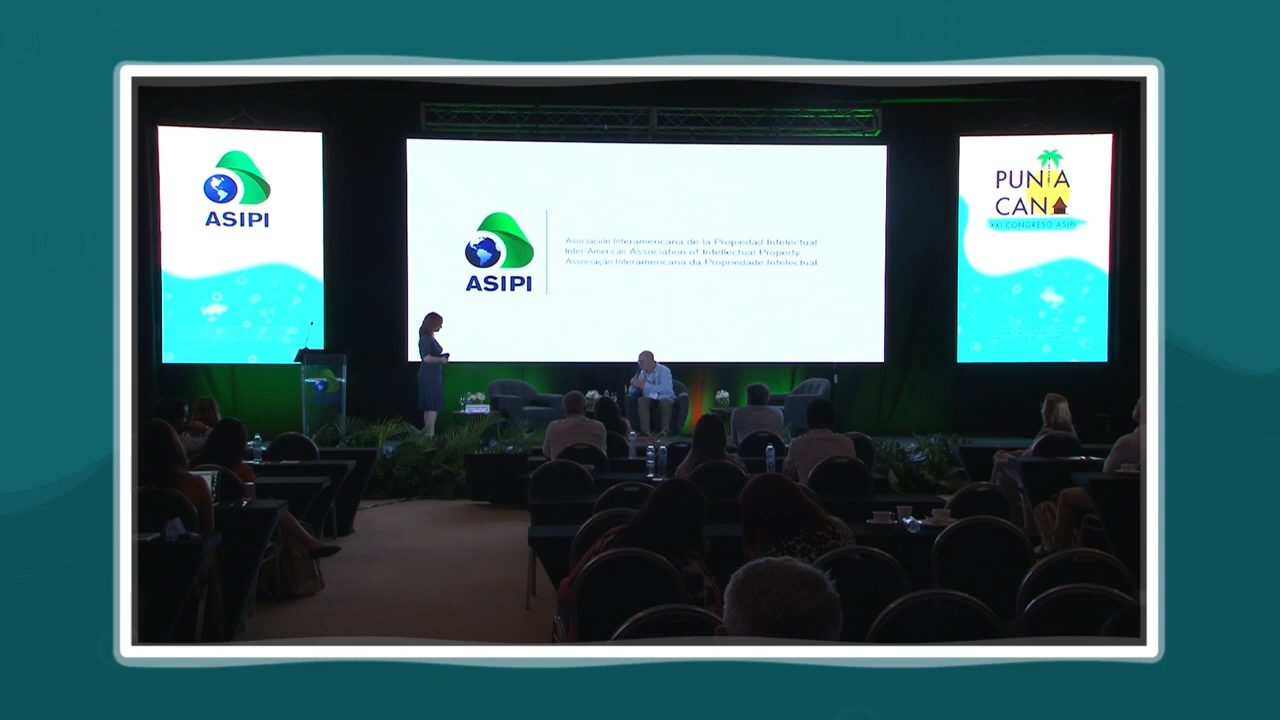 ASIPI
ASIPI
Asociación Interamericana de la Propiedad Intelectual
Inter-American Association of Intellectual Property
Associação Interamericana da Propriedade Intelectual
PUNTA
CANA
XXI CONGRESO ASIPI